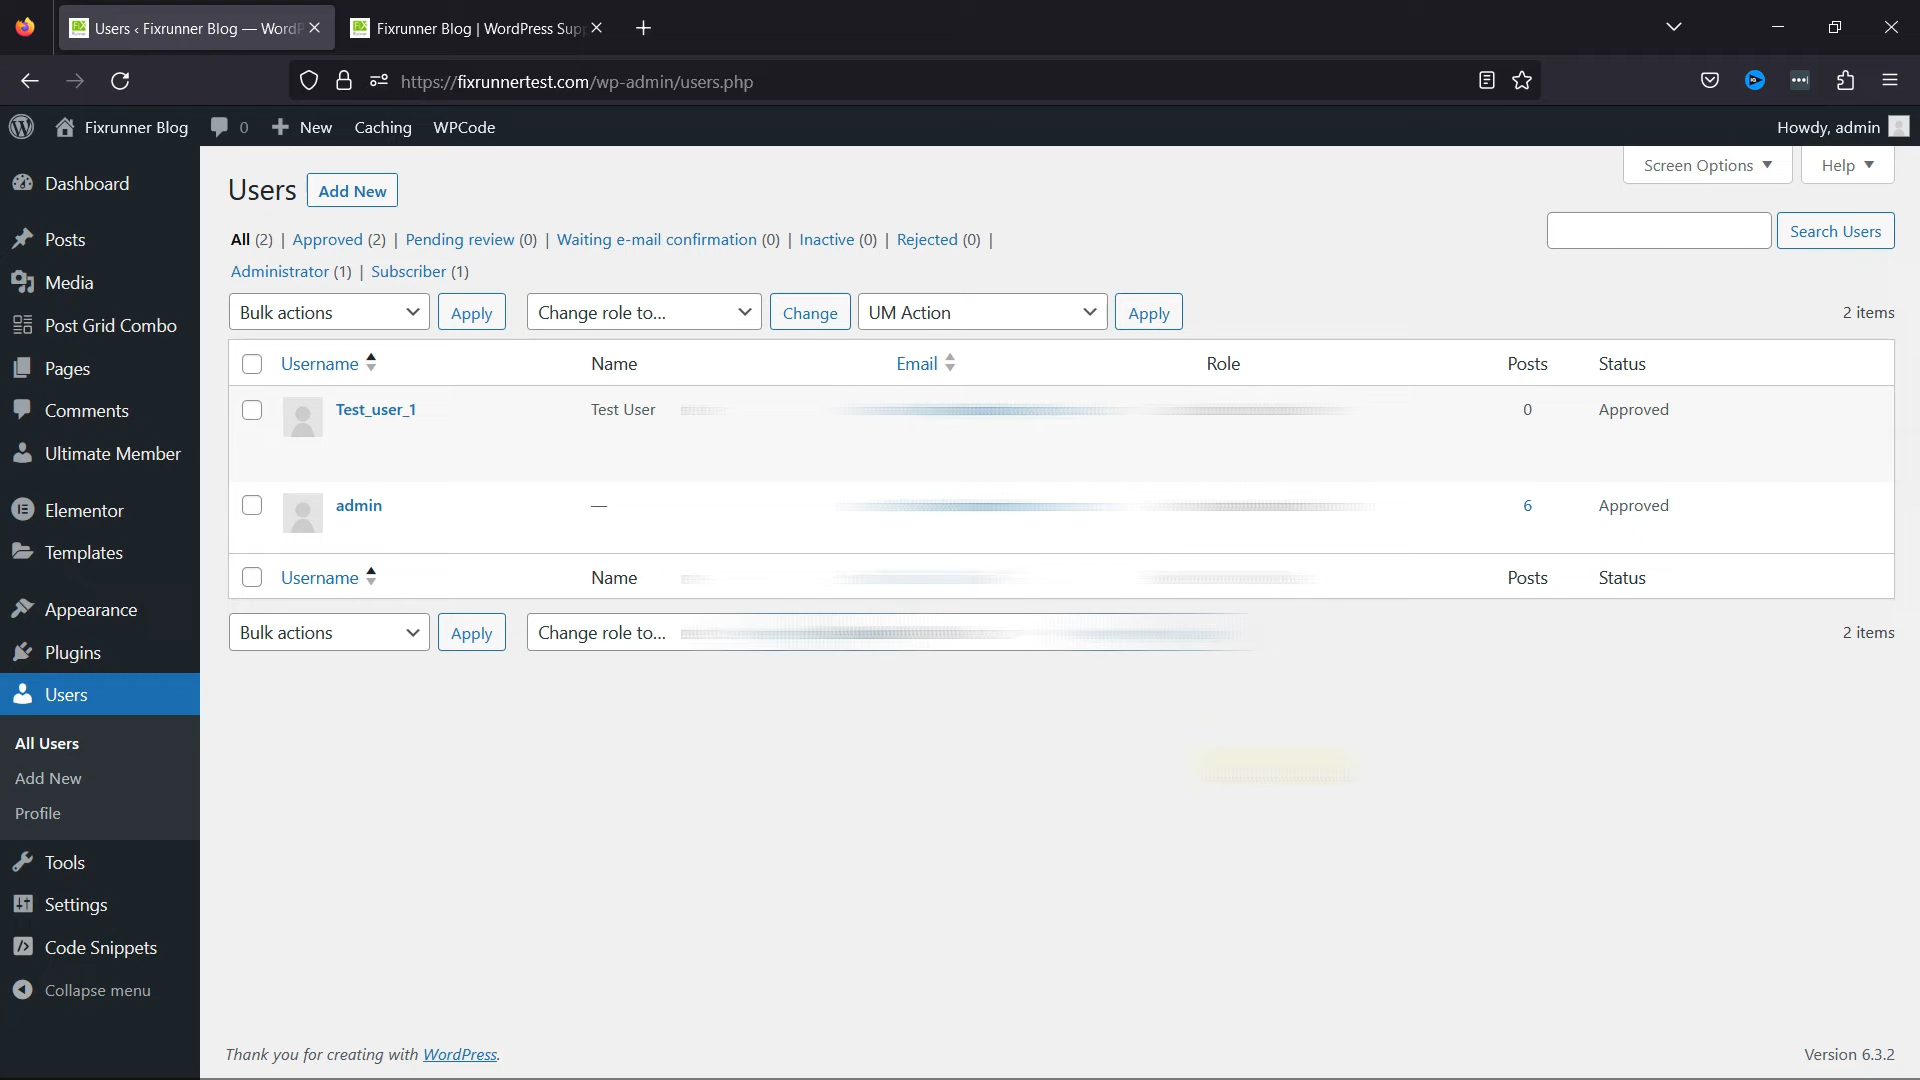 Users ‹ Fixrunner Blog — WordP
Fixrunner Blog | WordPress Supp
https://fixrunnertest.com/wp-admin/users.php
Fixrunner Blog 0 New Caching WPCode
Howdy, admin
Screen Options Help
Dashboard
Posts
Media
Post Grid Combo
Pages
Comments
Ultimate Member
Elementor
Templates
Appearance
Plugins
Users
All Users
Add New
Profile
Tools
Settings
Code Snippets
Collapse menu
Users Add New
All (2) | Approved (2) | Pending review (0) | Waiting e-mail confirmation (0) | Inactive (0) | Rejected (0) |
Administrator (1) | Subscriber (1)
Search Users
Bulk actions Apply Change role to... Change UM Action Apply 2 items
Username Name Email Role Posts Status
Test_user_1 Test User 0 Approved
admin — 6 Approved
Username Name Posts Status
Bulk actions Apply Change role to... 2 items
Thank you for creating with WordPress.
Version 6.3.2